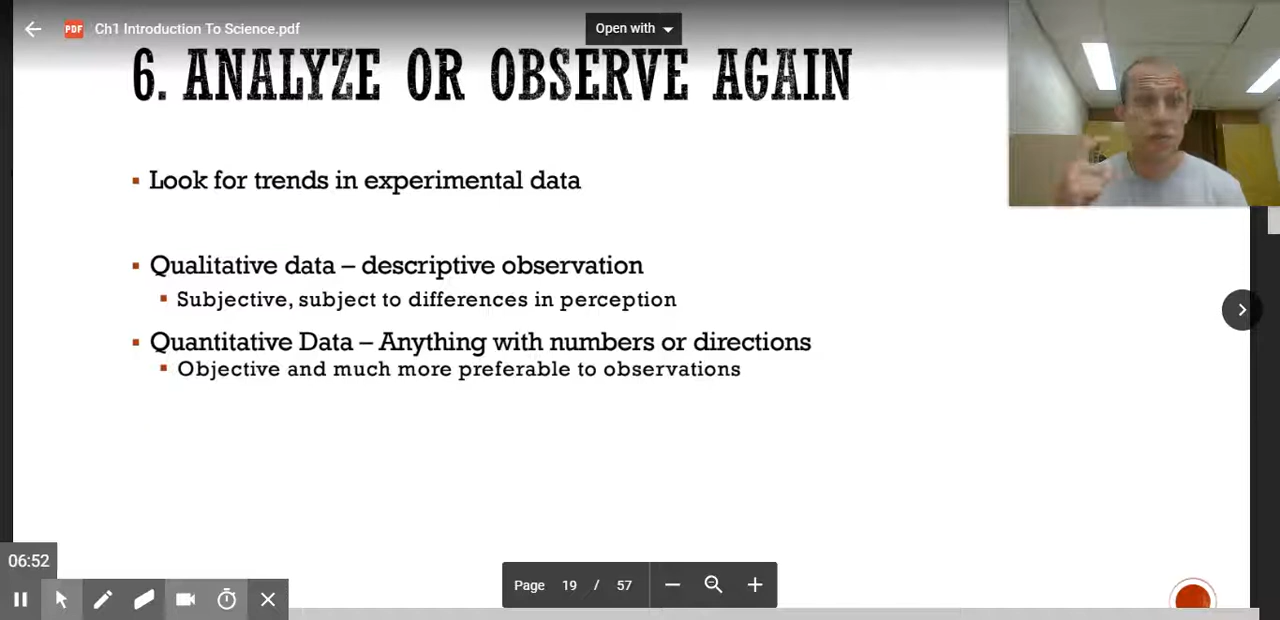 PDF Ch1 Introduction To Science.pdf
Open with
6. ANALYZE OR OBSERVE AGAIN
▪ Look for trends in experimental data
▪ Qualitative data – descriptive observation
▪ Subjective, subject to differences in perception
▪ Quantitative Data – Anything with numbers or directions
▪ Objective and much more preferable to observations
06:52
Page 19 / 57